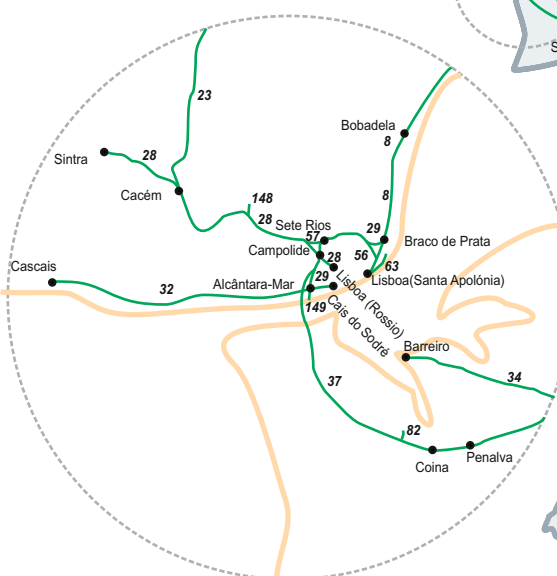 S
23
Bobadela
8
Sintra
28
Cacém
8
148
28
Sete Rios
29
57
Braco de Prata
Campolide
28
56
Cascais
63
Lisboa(Santa Apolónia)
Alcântara-Mar
29
Lisboa (Rossio)
32
149
Cais do Sodré
Barreiro
37
34
82
Penalva
Coina